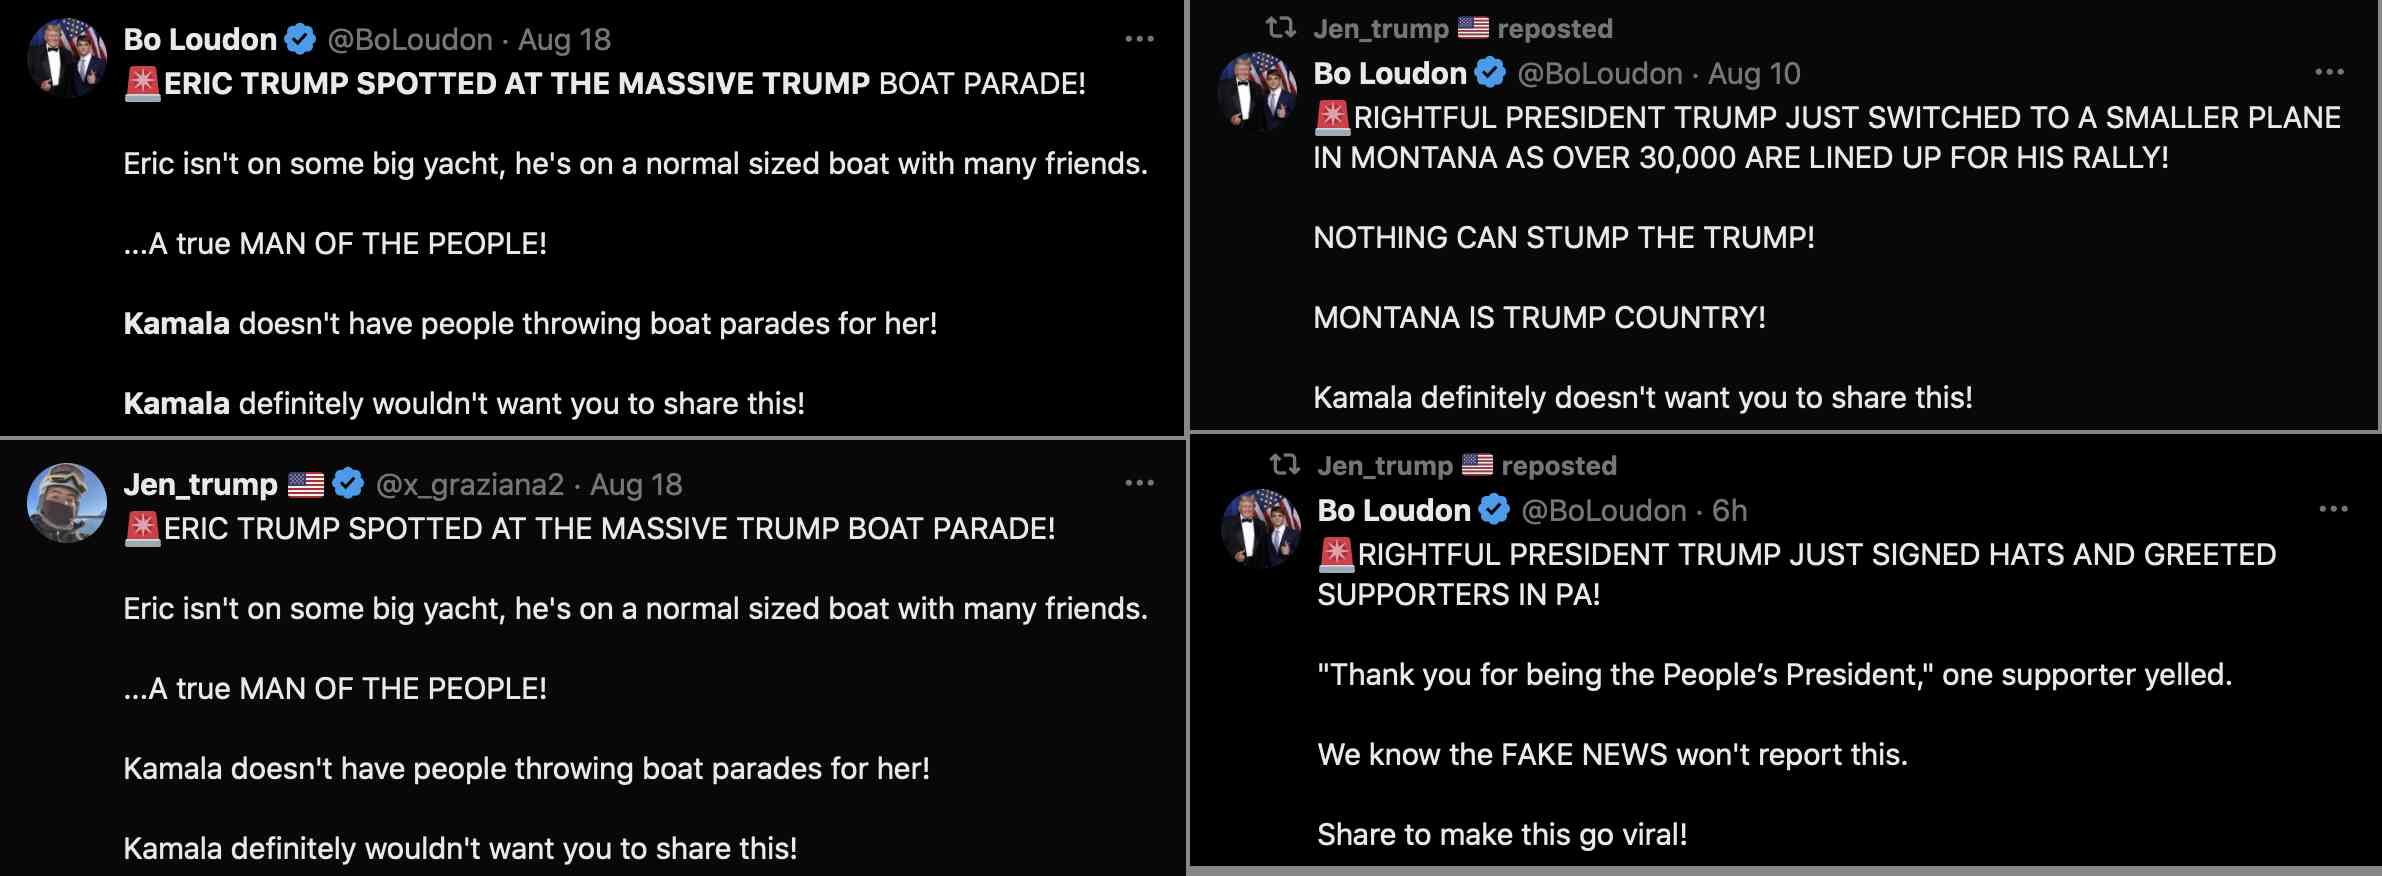 Bo Loudon @BoLoudon · Aug 18
🚨ERIC TRUMP SPOTTED AT THE MASSIVE TRUMP BOAT PARADE!
Eric isn't on some big yacht, he's on a normal sized boat with many friends.
...A true MAN OF THE PEOPLE!
Kamala doesn't have people throwing boat parades for her!
Kamala definitely wouldn't want you to share this!
Jen_trump 🇺🇸 @x_graziana2 · Aug 18
🚨ERIC TRUMP SPOTTED AT THE MASSIVE TRUMP BOAT PARADE!
Eric isn't on some big yacht, he's on a normal sized boat with many friends.
...A true MAN OF THE PEOPLE!
Kamala doesn't have people throwing boat parades for her!
Kamala definitely wouldn't want you to share this!
Jen_trump 🇺🇸 reposted
Bo Loudon @BoLoudon · Aug 10
🚨RIGHTFUL PRESIDENT TRUMP JUST SWITCHED TO A SMALLER PLANE
IN MONTANA AS OVER 30,000 ARE LINED UP FOR HIS RALLY!
NOTHING CAN STUMP THE TRUMP!
MONTANA IS TRUMP COUNTRY!
Kamala definitely doesn't want you to share this!
Jen_trump 🇺🇸 reposted
Bo Loudon @BoLoudon · 6h
🚨RIGHTFUL PRESIDENT TRUMP JUST SIGNED HATS AND GREETED
SUPPORTERS IN PA!
"Thank you for being the People’s President," one supporter yelled.
We know the FAKE NEWS won't report this.
Share to make this go viral!